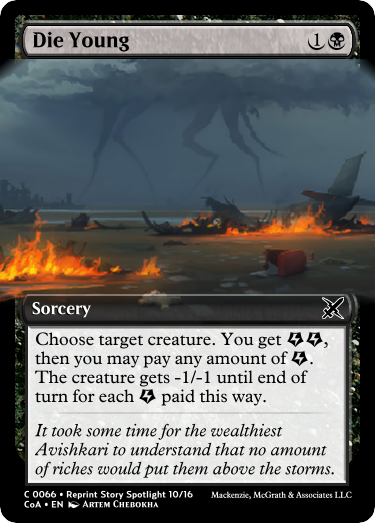 Die Young 1
Sorcery
Choose target creature. You get ,
then you may pay any amount of .
The creature gets -1/-1 until end of
turn for each paid this way.
It took some time for the wealthiest
Avishkari to understand that no amount
of riches would put them above the storms.
C 0066 • Reprint Story Spotlight 10/16
Mackenzie, McGrath & Associates LLC
CoA • EN Artem Chebokha